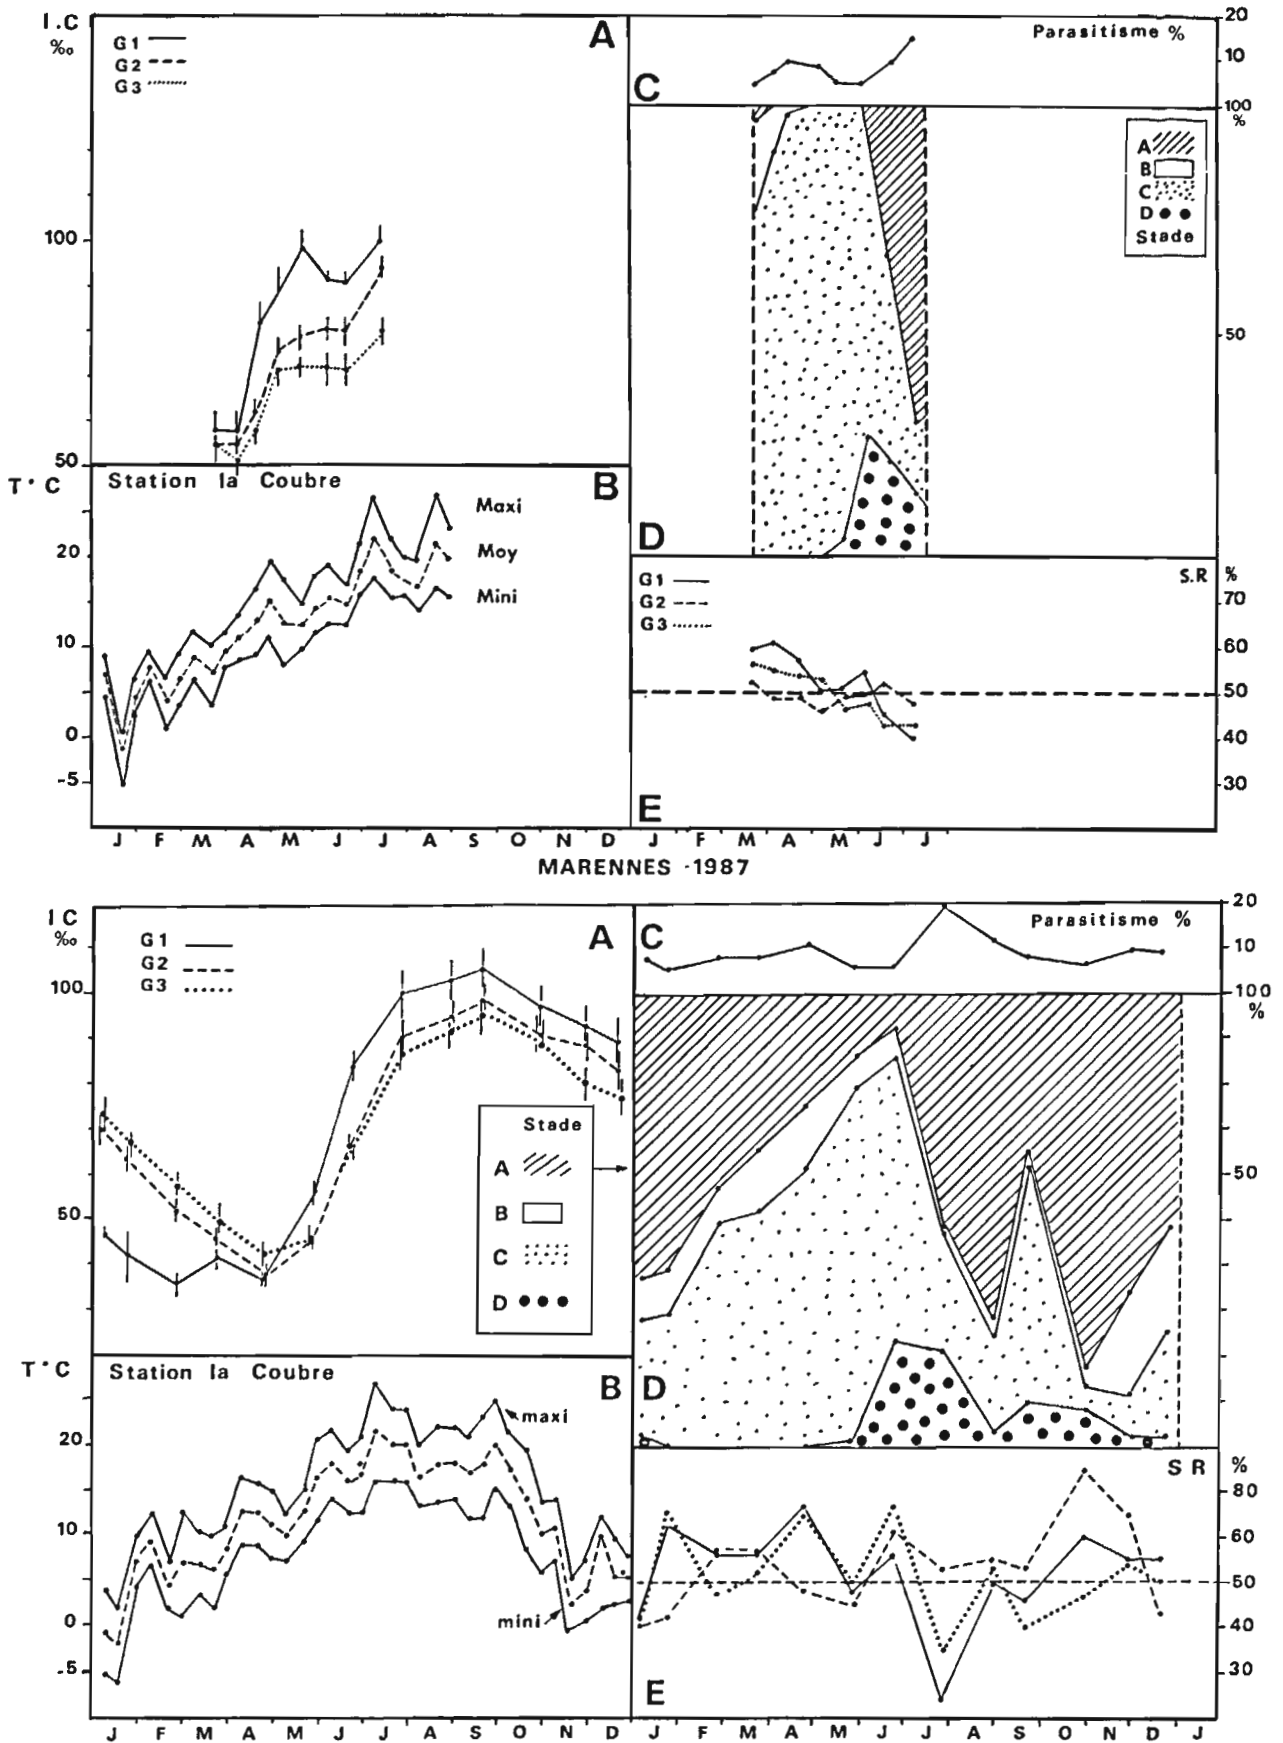 I.C
‰
G1
G2
G3
A
100
50
Parasitisme %
20
10
C
100
%
A
B
C
D
Stade
50
D
T°C
Station la Coubre
B
Maxi
Moy
Mini
20
10
0
-5
J F M A M J J A S O N D
G1
G2
G3
S.R %
70
60
50
40
30
E
J F M A M J J
MARENNES -1987
I C
‰
G1
G2
G3
A
100
50
Stade
A
B
C
D
C
Parasitisme %
20
10
100
%
50
D
T°C
Station la Coubre
B
maxi
mini
20
10
0
-5
J F M A M J J A S O N D
S R %
80
60
50
40
30
E
J F M A M J J A S O N D J